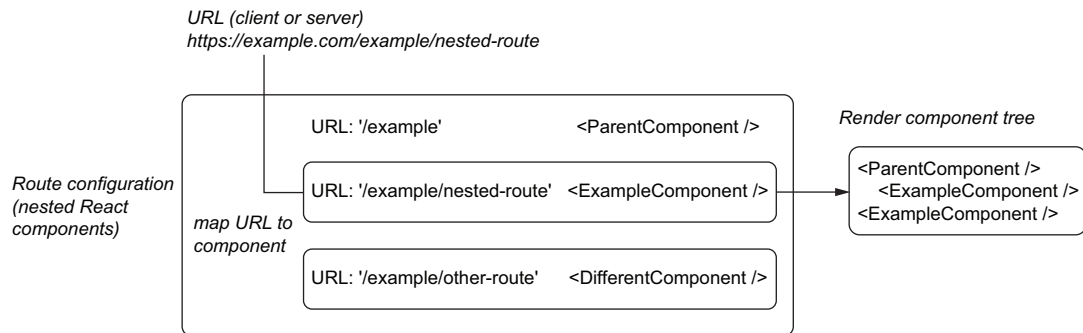 URL (client or server)
https://example.com/example/nested-route
URL: '/example' <ParentComponent />
Render component tree
Route configuration
(nested React
components)
map URL to
component
URL: '/example/nested-route' <ExampleComponent />
<ParentComponent />
<ExampleComponent />
<ExampleComponent />
URL: '/example/other-route' <DifferentComponent />